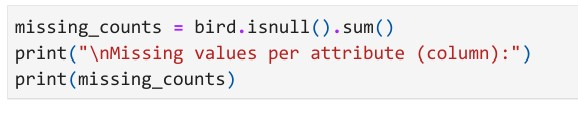 missing_counts = bird.isnull().sum()
print("\nMissing values per attribute (column):")
print(missing_counts)